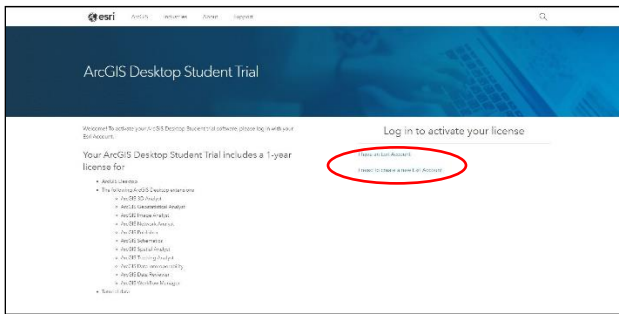 esri ArcGIS Industries About Support
ArcGIS Desktop Student Trial
Welcome! To activate your ArcGIS Desktop Student trial software, please log in with your
Esri Account.
Log in to activate your license
Your ArcGIS Desktop Student Trial includes a 1-year
license for
I have an Esri Account
I need to create a new Esri Account
ArcGIS Desktop
The following ArcGIS Desktop extensions
ArcGIS 3D Analyst
ArcGIS Geostatistical Analyst
ArcGIS Image Analyst
ArcGIS Network Analyst
ArcGIS Publisher
ArcGIS Schematics
ArcGIS Spatial Analyst
ArcGIS Tracking Analyst
ArcGIS Data Interoperability
ArcGIS Data Reviewer
ArcGIS Workflow Manager